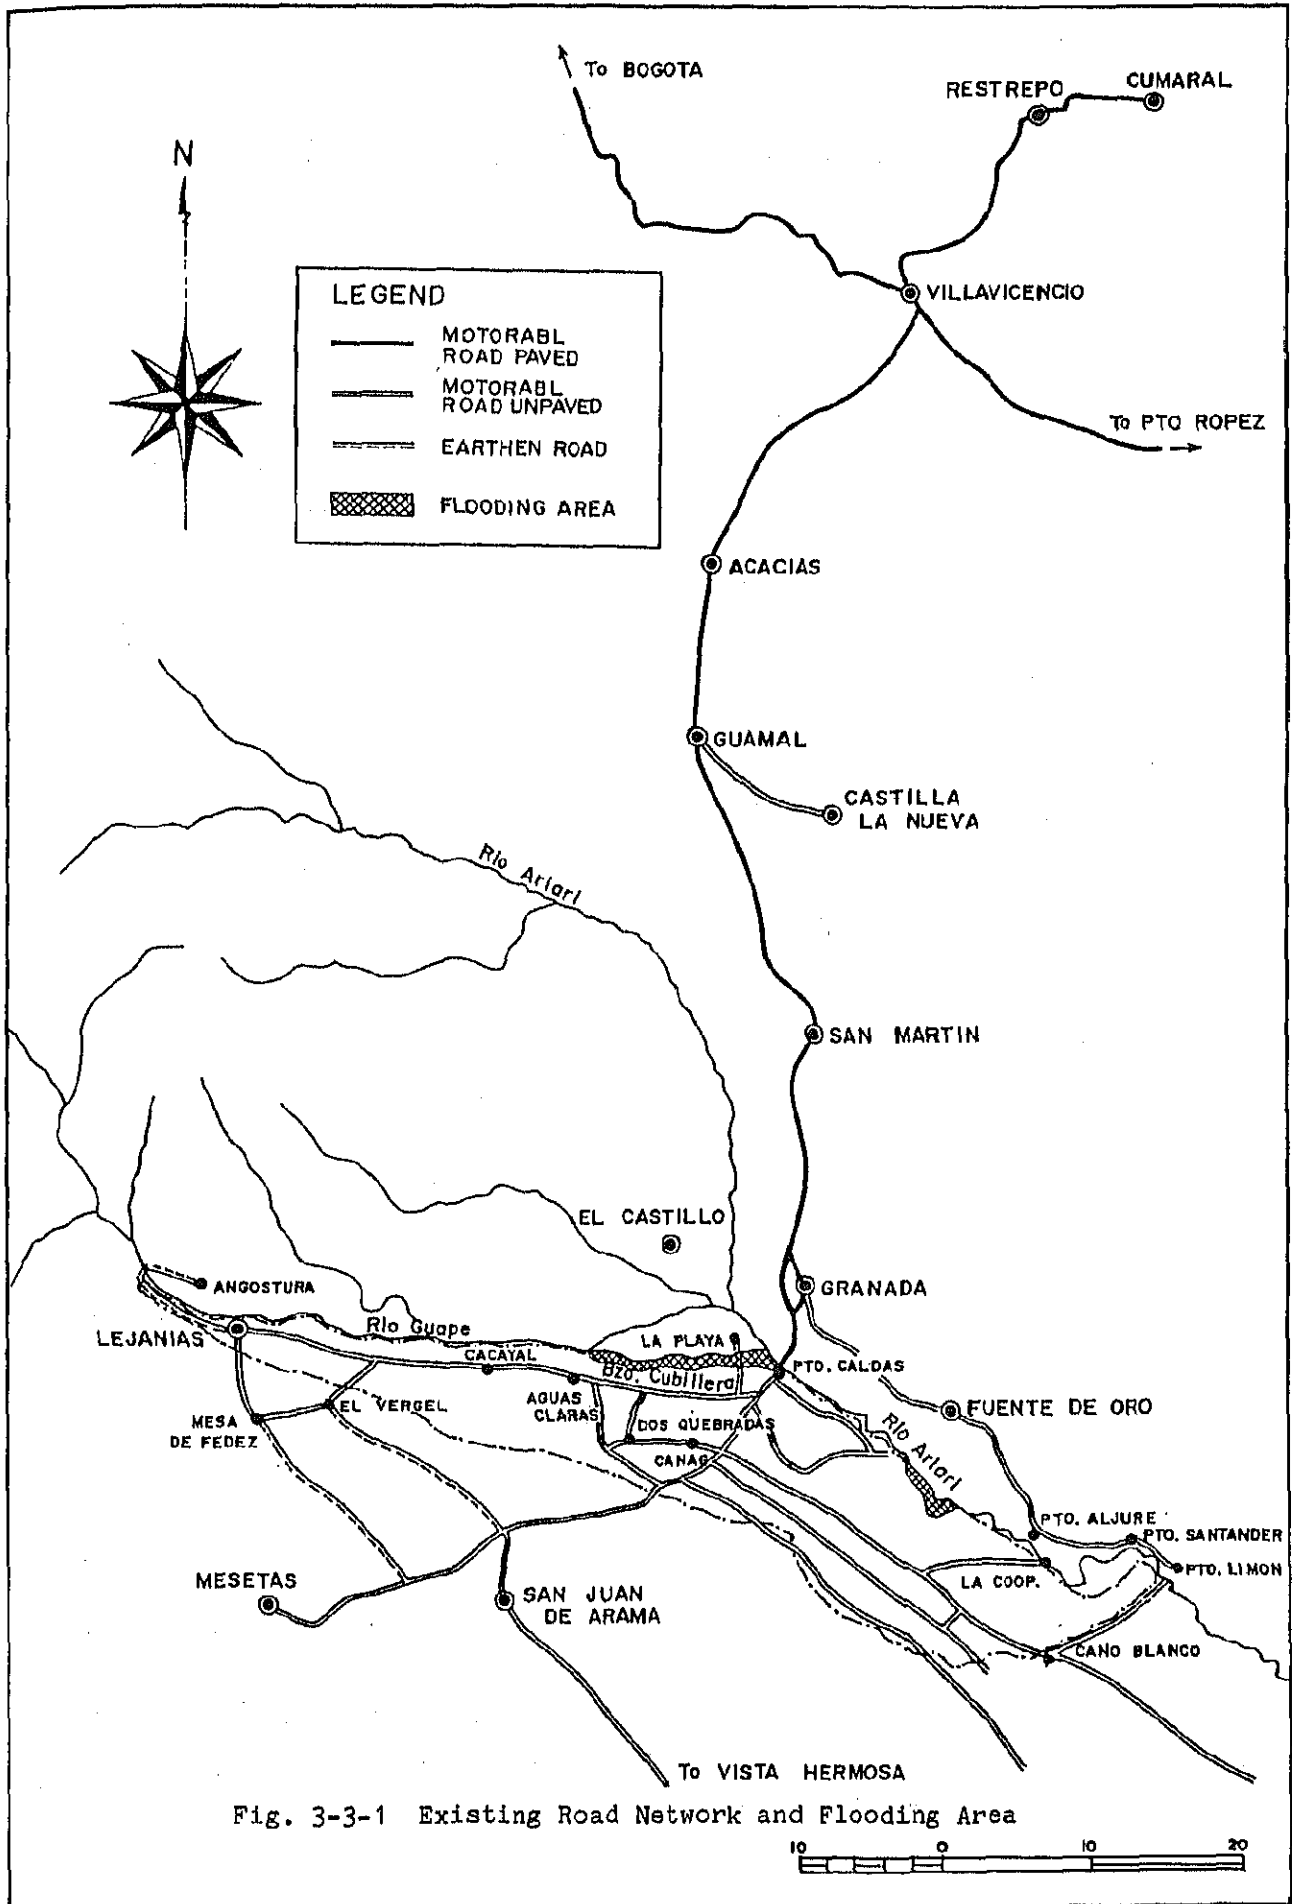 To BOGOTA
RESTREPO
CUMARAL
N
VILLAVICENCIO
LEGEND
MOTORABL
ROAD PAVED
MOTORABL
ROAD UNPAVED
EARTHEN ROAD
FLOODING AREA
To PTO ROPEZ
ACACIAS
GUAMAL
CASTILLA
LA NUEVA
Río Ariari
SAN MARTIN
EL CASTILLO
ANGOSTURA
GRANADA
LEJANIAS
Río Guape
LA PLAYA
CACAYAL
PTO. CALDAS
Bzo. Cubillera
EL VERGEL
AGUAS
CLARAS
FUENTE DE ORO
MESA
DE FEDEZ
DOS QUEBRADAS
CANAG
Río Ariari
PTO. ALJURE
PTO. SANTANDER
PTO. LIMON
MESETAS
LA COOP.
SAN JUAN
DE ARAMA
CANO BLANCO
To VISTA HERMOSA
Fig. 3-3-1 Existing Road Network and Flooding Area
10 0 10 20